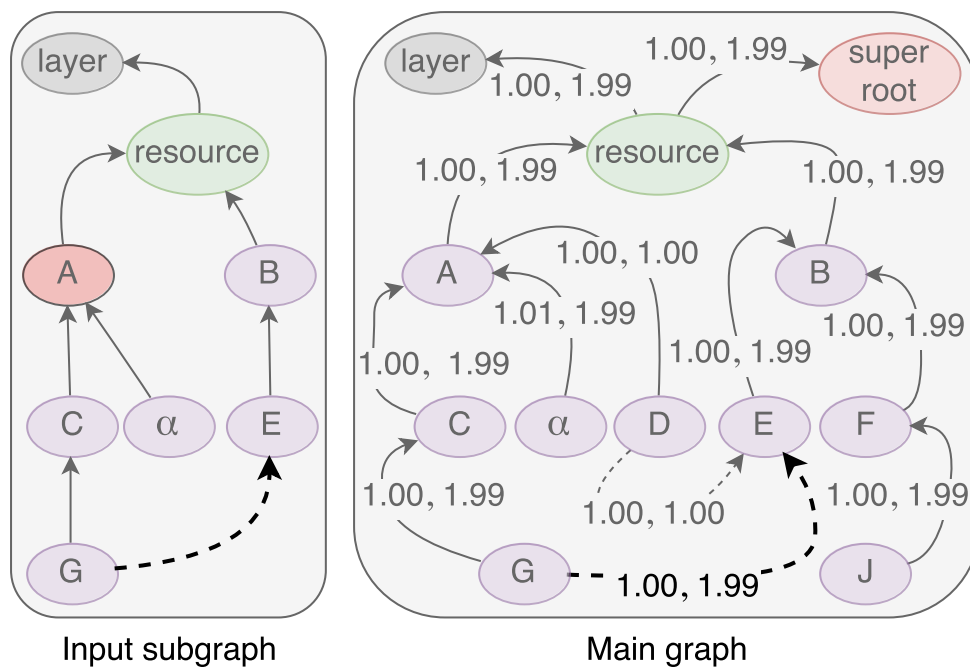 layer
resource
A
B
C
α
E
G
Input subgraph
layer
1.00, 1.99
super
root
1.00, 1.99
resource
1.00, 1.99
1.00, 1.99
A
1.00, 1.00
B
1.01, 1.99
1.00, 1.99
1.00, 1.99
1.00, 1.99
C
α
D
E
F
1.00, 1.99
1.00, 1.00
1.00, 1.99
G
1.00, 1.99
J
Main graph